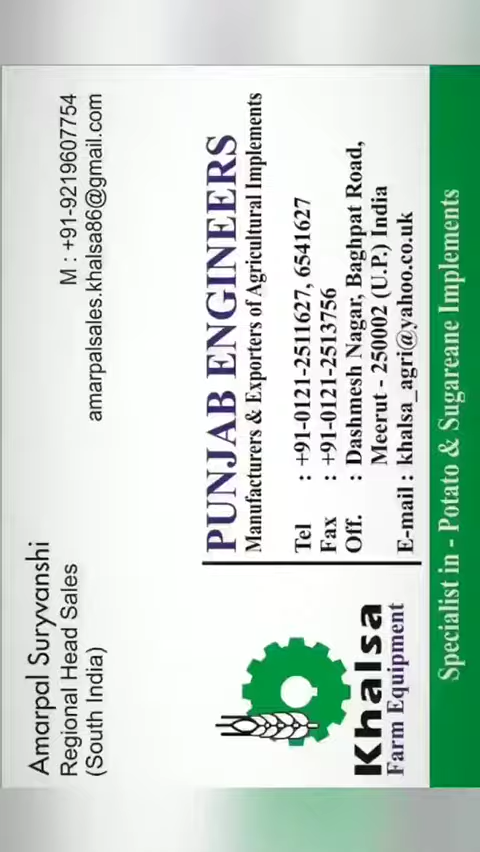 Amarpal Suryvanshi
Regional Head Sales
(South India)
M : +91-9219607754
amarpalsales.khalsa86@gmail.com
Khalsa
Farm Equipment
PUNJAB ENGINEERS
Manufacturers & Exporters of Agricultural Implements
Tel : +91-0121-2511627, 6541627
Fax : +91-0121-2513756
Off. : Dashmesh Nagar, Baghpat Road,
Meerut - 250002 (U.P.) India
E-mail : khalsa_agri@yahoo.co.uk
Specialist in - Potato & Sugareane Implements